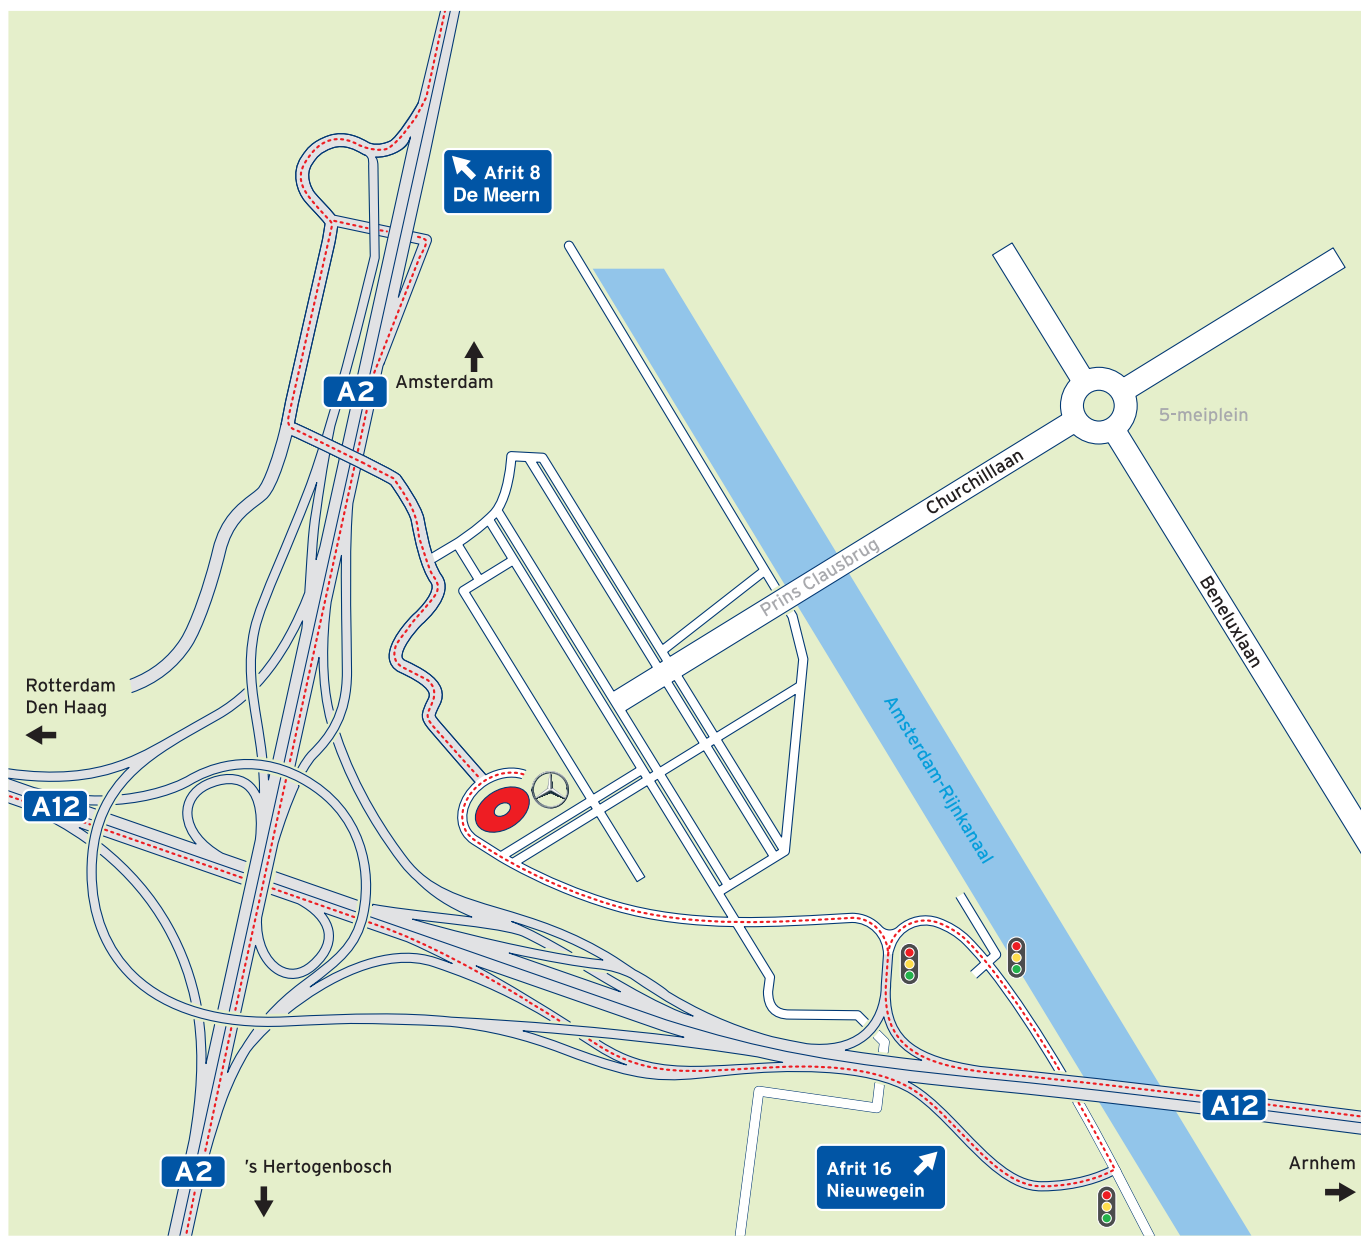 Afrit 8
De Meern
A2
Amsterdam
5-meiplein
Churchilllaan
Prins Clausbrug
Beneluxlaan
Rotterdam
Den Haag
Amsterdam-Rijnkanaal
A12
A12
Afrit 16
Nieuwegein
Arnhem
A2
's Hertogenbosch